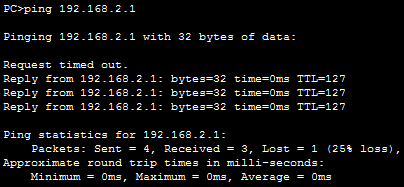 PC>ping 192.168.2.1
Pinging 192.168.2.1 with 32 bytes of data:
Request timed out.
Reply from 192.168.2.1: bytes=32 time=0ms TTL=127
Reply from 192.168.2.1: bytes=32 time=0ms TTL=127
Reply from 192.168.2.1: bytes=32 time=0ms TTL=127
Ping statistics for 192.168.2.1:
    Packets: Sent = 4, Received = 3, Lost = 1 (25% loss),
Approximate round trip times in milli-seconds:
    Minimum = 0ms, Maximum = 0ms, Average = 0ms